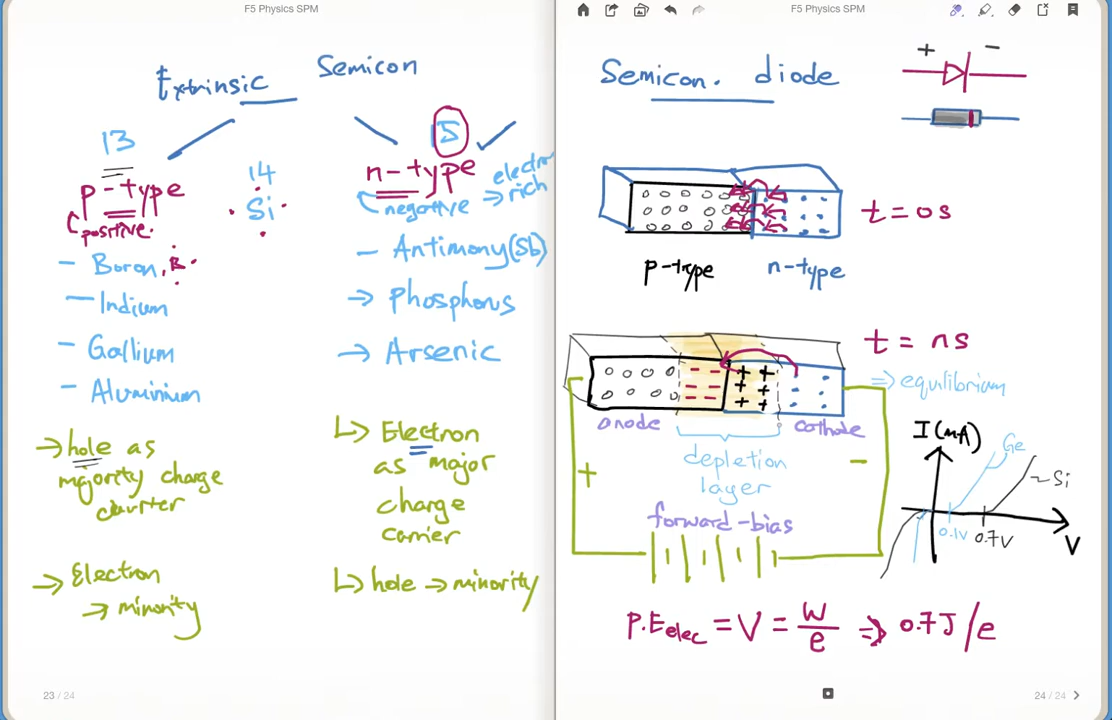 F5 Physics SPM
Extrinsic Semicon
13
p-type
positive.
- Boron, B
- Indium
- Gallium
- Aluminium
→ hole as
majority charge
carrier
→ Electron
→ minority
14
Si
5
n-type
negative
electron
→ rich
- Antimony (Sb)
→ Phosphorus
→ Arsenic
↳ Electron
as major
charge
carrier
↳ hole → minority
23 / 24
F5 Physics SPM
Semicon. diode
+ -
t = 0s
p-type n-type
t = ns
⇒ equilibrium
anode cathode
+ -
depletion
layer
forward-bias
I (mA)
Ge
Si
0.1V 0.7V
V
P.E elec = V = W/e ⇒ 0.7J/e
24 / 24